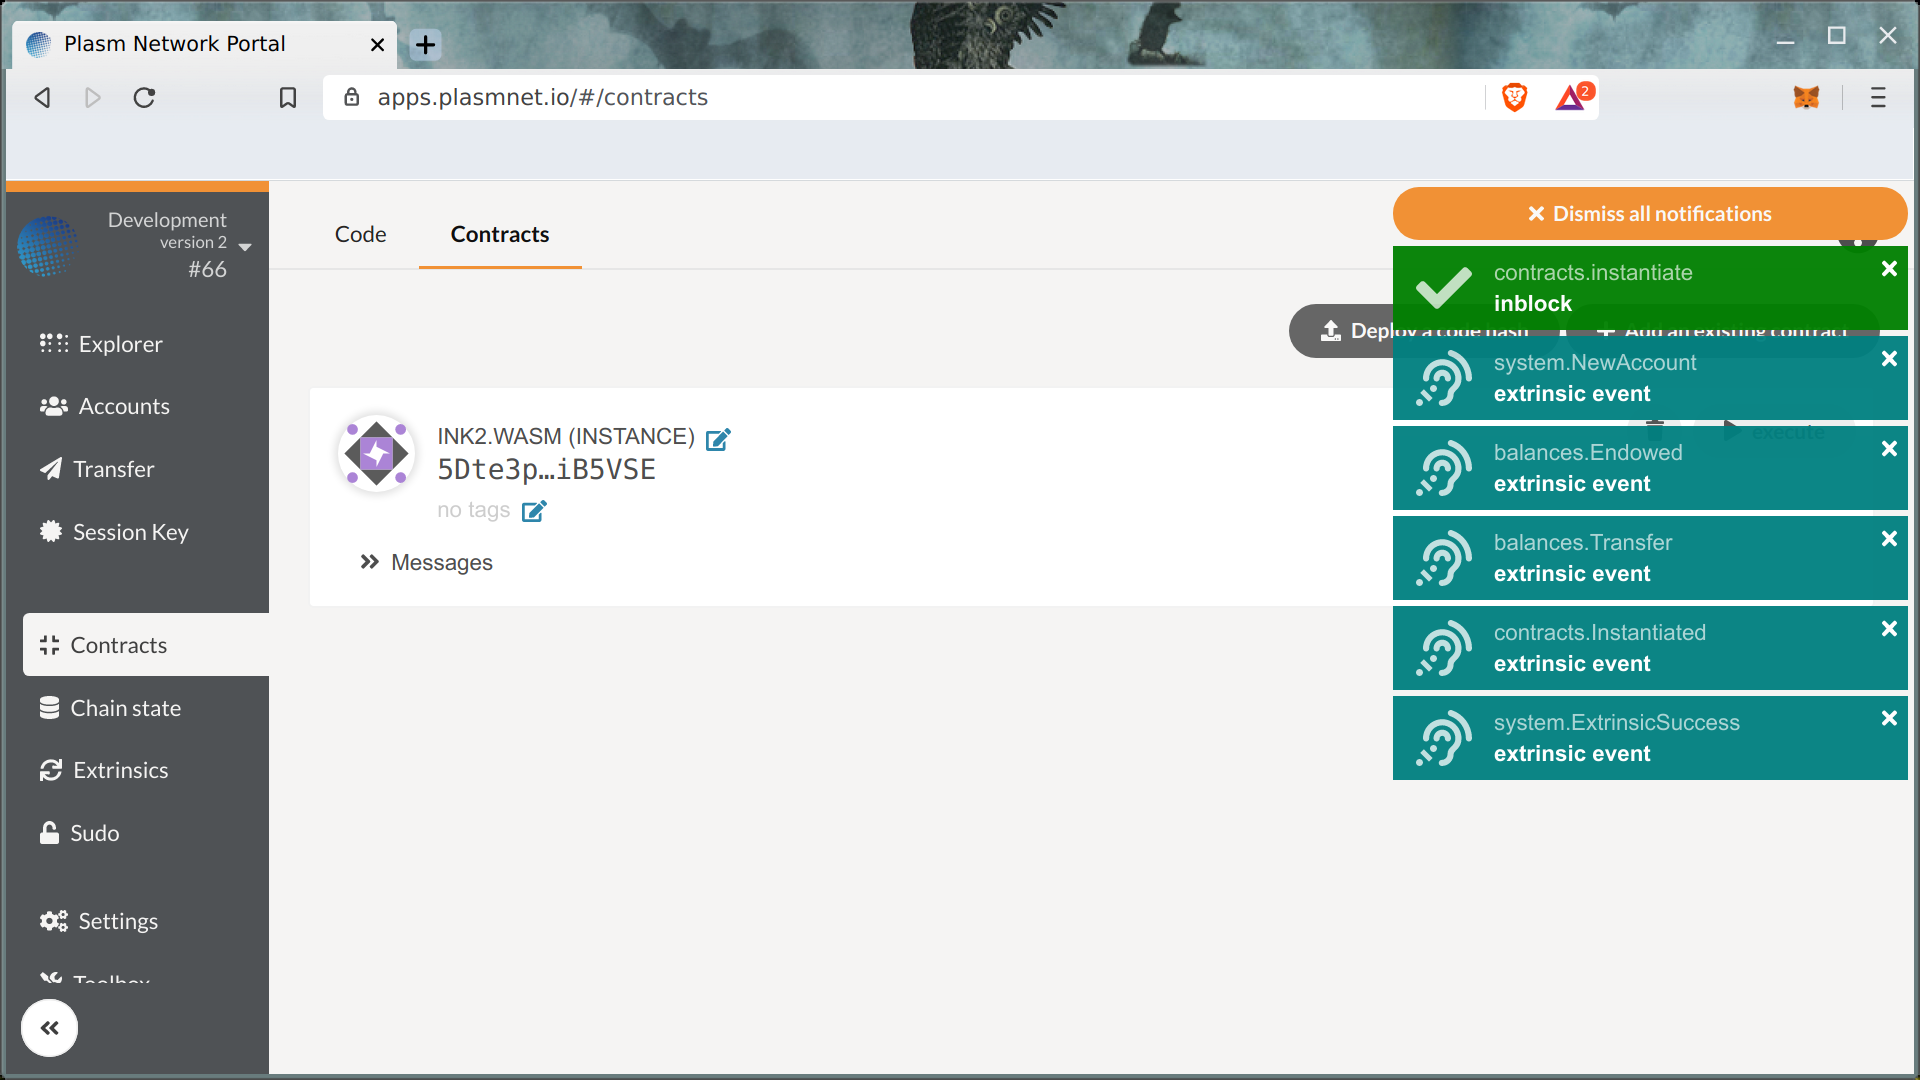 Plasm Network Portal
apps.plasmnet.io/#/contracts
2
Development
version 2
#66
Explorer
Accounts
Transfer
Session Key
Contracts
Chain state
Extrinsics
Sudo
Settings
Toolbox
Code
Contracts
Deploy a code hash
Add an existing contract
INK2.WASM (INSTANCE)
5Dte3p…iB5VSE
no tags
execute
Messages
Dismiss all notifications
contracts.instantiate
inblock
system.NewAccount
extrinsic event
balances.Endowed
extrinsic event
balances.Transfer
extrinsic event
contracts.Instantiated
extrinsic event
system.ExtrinsicSuccess
extrinsic event